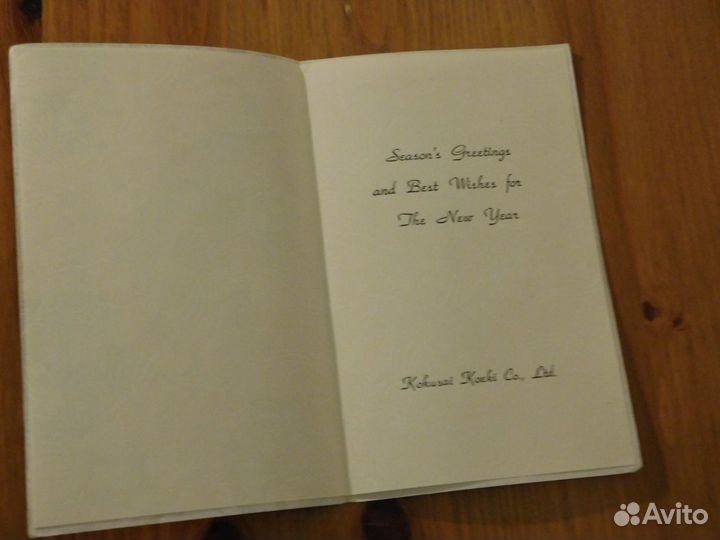 Season's Greetings
and Best Wishes for
The New Year
Kokusai Koeki Co., Ltd.
Avito